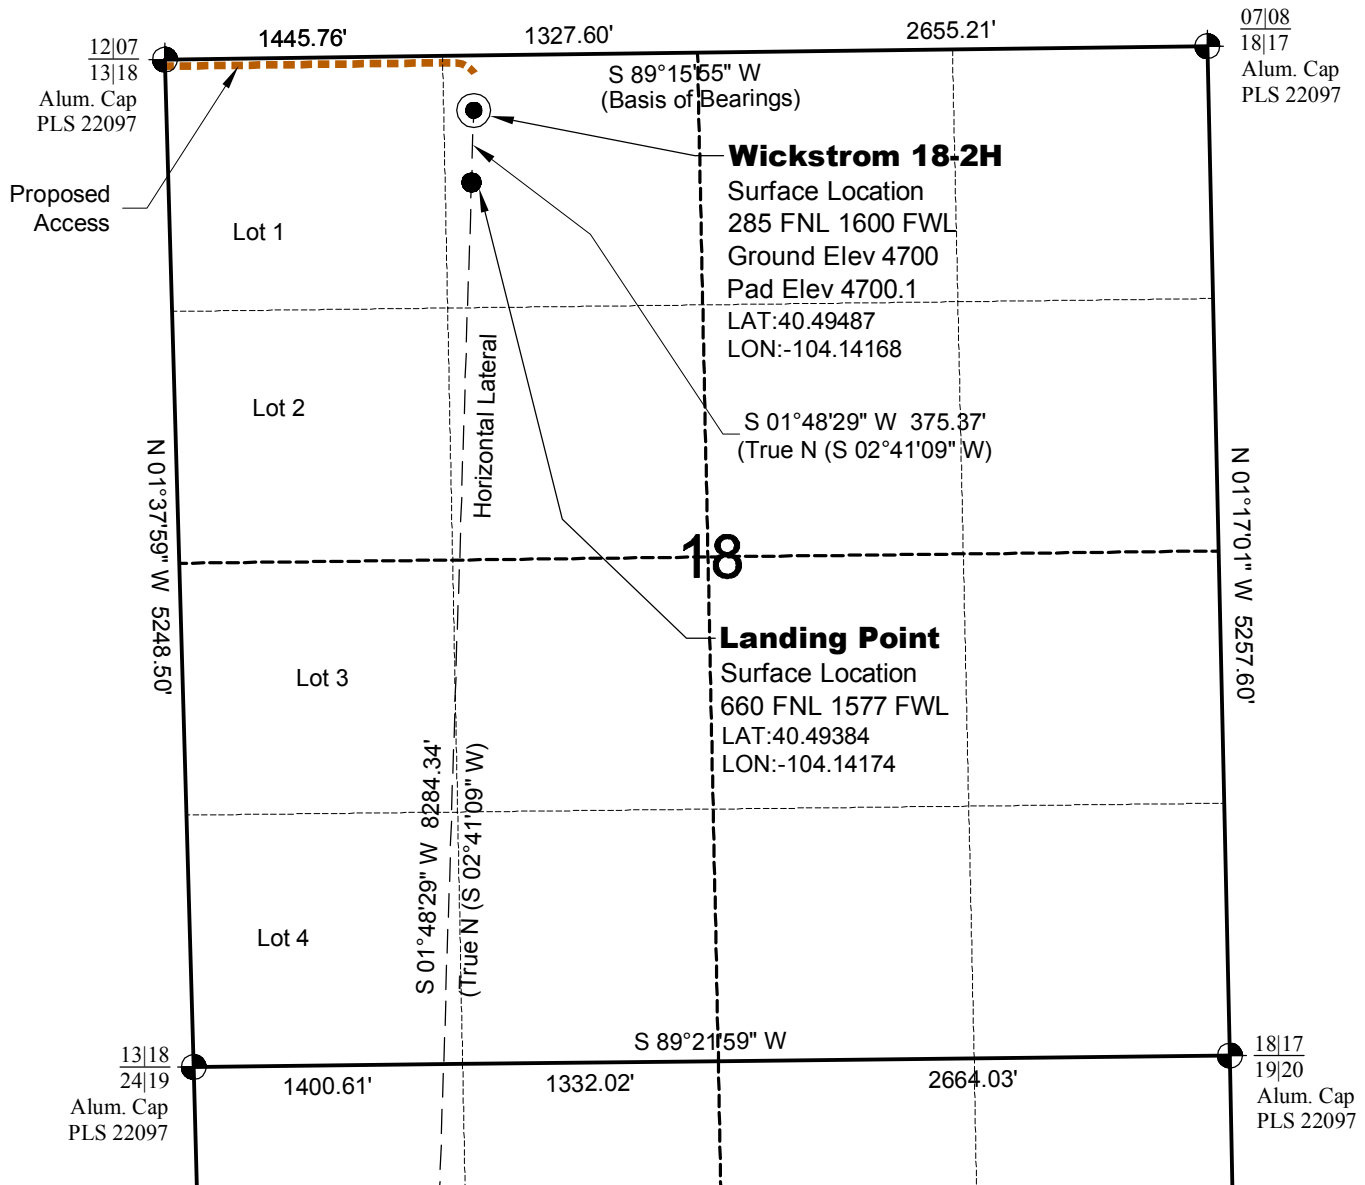 1445.76'
1327.60'
2655.21'
12|07
13|18
Alum. Cap
PLS 22097
07|08
18|17
Alum. Cap
PLS 22097
S 89°15'55" W
(Basis of Bearings)
Wickstrom 18-2H
Surface Location
285 FNL 1600 FWL
Ground Elev 4700
Pad Elev 4700.1
LAT:40.49487
LON:-104.14168
Proposed
Access
Lot 1
Horizontal Lateral
Lot 2
S 01°48'29" W 375.37'
(True N (S 02°41'09" W)
N 01°37'59" W 5248.50'
N 01°17'01" W 5257.60'
18
Landing Point
Surface Location
660 FNL 1577 FWL
LAT:40.49384
LON:-104.14174
Lot 3
S 01°48'29" W 8284.34'
(True N (S 02°41'09" W)
Lot 4
S 89°21'59" W
13|18
24|19
Alum. Cap
PLS 22097
1400.61'
1332.02'
2664.03'
18|17
19|20
Alum. Cap
PLS 22097